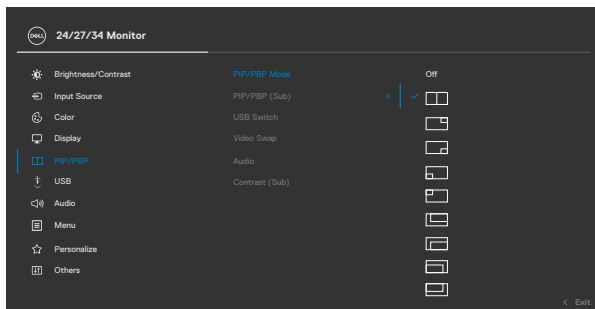 DELL
24/27/34 Monitor
Brightness/Contrast
Input Source
Color
Display
PIP/PBP
USB
Audio
Menu
Personalize
Others
PIP/PBP Mode
PIP/PBP (Sub)
USB Switch
Video Swap
Audio
Contrast (Sub)
Off
Exit